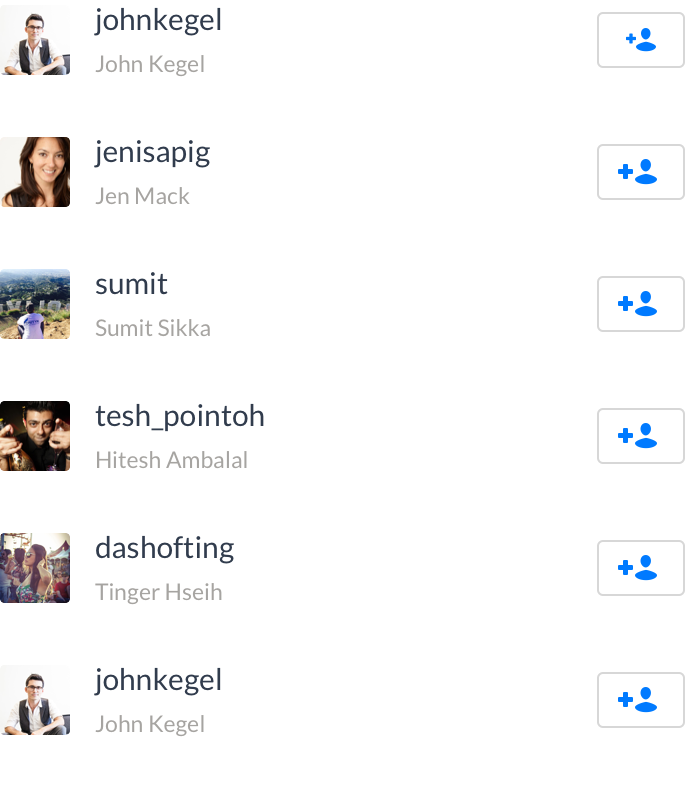 johnkegel
John Kegel
jenisapig
Jen Mack
sumit
Sumit Sikka
tesh_pointoh
Hitesh Ambalal
dashofting
Tinger Hseih
johnkegel
John Kegel